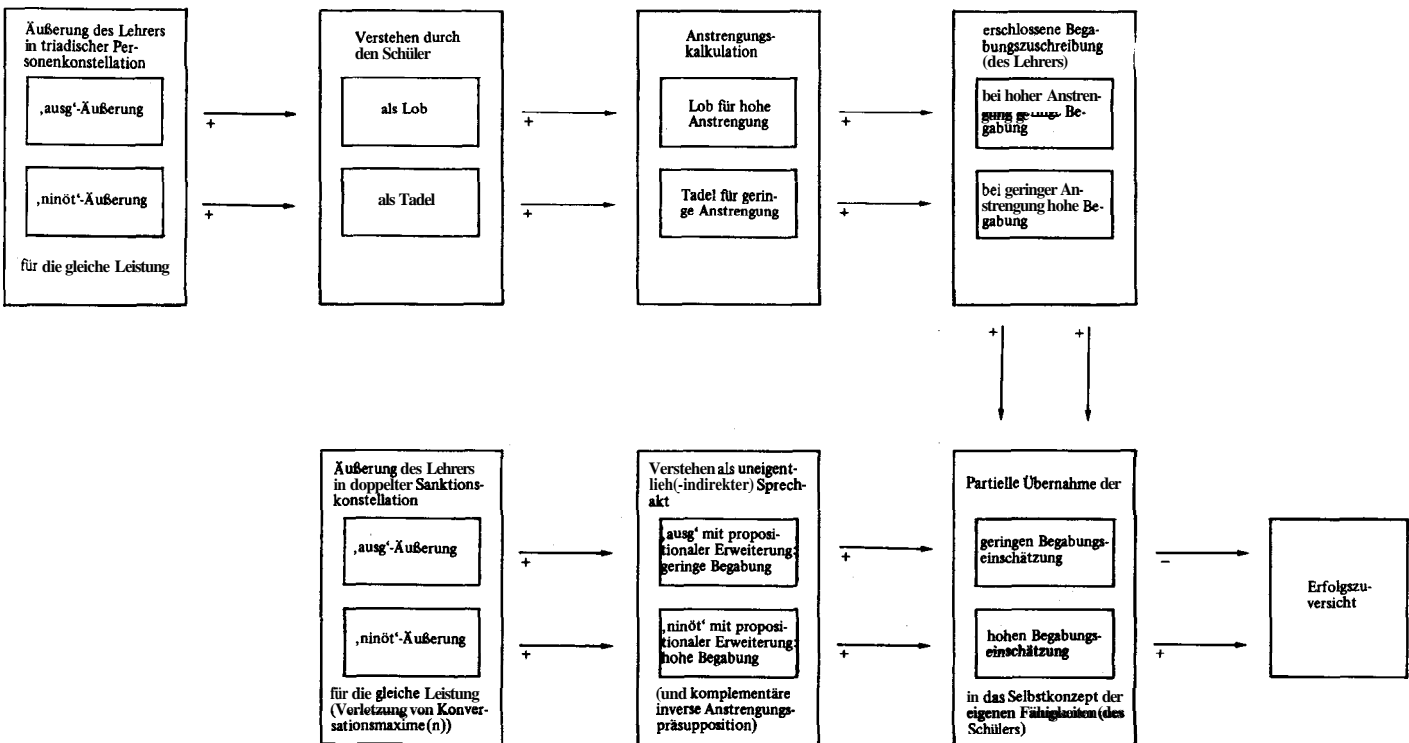 Äußerung des Lehrers
in triadischer Per-
sonenkonstellation
‚ausg‘-Äußerung
‚ninöt‘-Äußerung
für die gleiche Leistung
+
+
Verstehen durch
den Schüler
als Lob
als Tadel
+
+
Anstrengungs-
kalkulation
Lob für hohe
Anstrengung
Tadel für gerin-
ge Anstrengung
+
+
erschlossene Bega-
bungszuschreibung
(des Lehrers)
bei hoher Anstren-
gung Be-
gabung
bei geringer An-
strengung hohe Be-
gabung
+
+
Äußerung des Lehrers
in doppelter Sanktions-
konstellation
‚ausg‘-Äußerung
‚ninöt‘-Äußerung
für die gleiche Leistung
(Verletzung von Konver-
sationsmaxime(n))
+
+
Verstehen als uneigent-
lieh(-indirekter) Sprech-
akt
‚ausg‘ mit proposi-
tionaler Erweiterung:
geringe Begabung
‚ninöt‘ mit proposi-
tionaler Erweiterung:
hohe Begabung
(und komplementäre
inverse Anstrengungs-
präsupposition)
+
+
Partielle Übernahme der
geringen Begabungs-
einschätzung
hohen Begabungs-
einschätzung
in das Selbstkonzept der
eigenen (des
Schülers)
−
+
Erfolgszu-
versicht